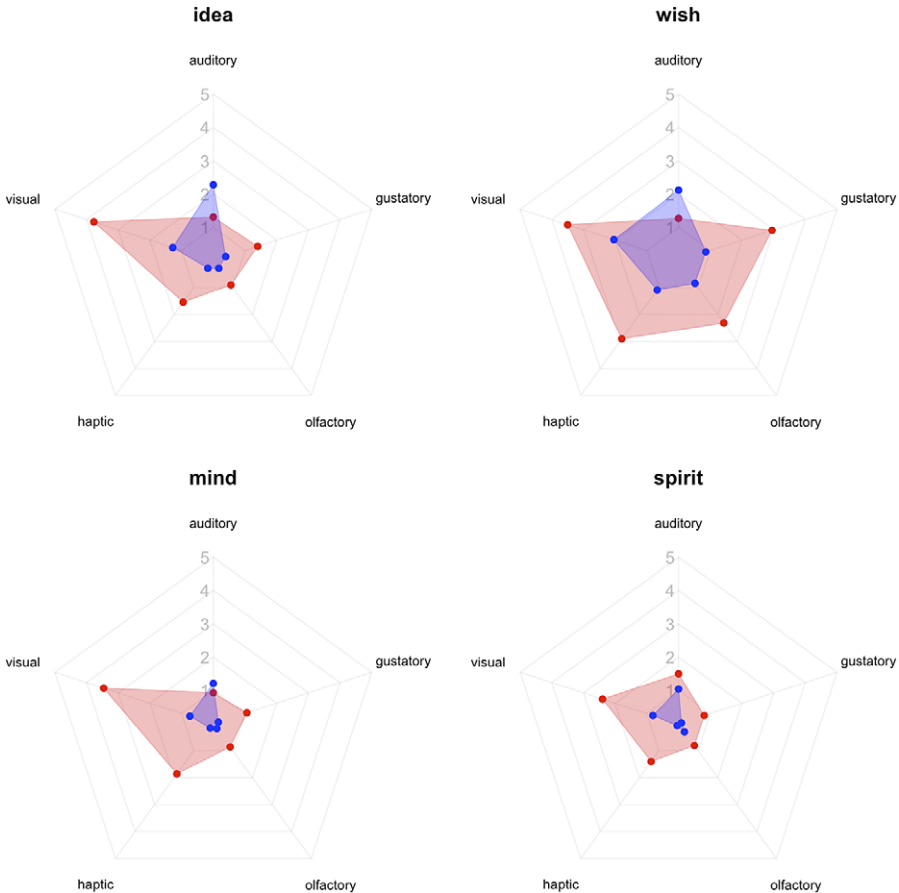 idea
auditory
5
4
3
2
1
visual
gustatory
haptic
olfactory
wish
auditory
5
4
3
2
1
visual
gustatory
haptic
olfactory
mind
auditory
5
4
3
2
1
visual
gustatory
haptic
olfactory
spirit
auditory
5
4
3
2
1
visual
gustatory
haptic
olfactory